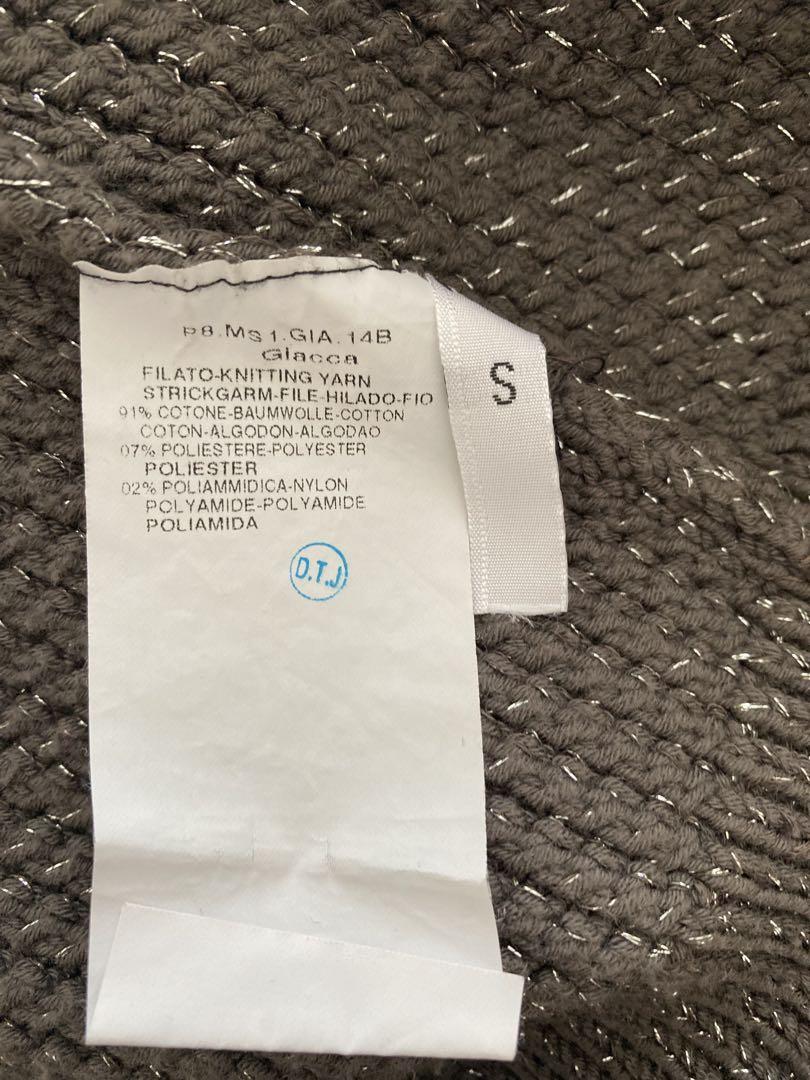 P8.MS1.GIA.14B
Giacca
FILATO-KNITTING YARN
STRICKGARM-FILE-HILADO-FIO
91% COTONE-BAUMWOLLE-COTTON
COTON-ALGODON-ALGODAO
07% POLIESTERE-POLYESTER
POLIESTER
02% POLIAMMIDICA-NYLON
POLYAMIDE-POLYAMIDE
POLIAMIDA
D.T.J
S